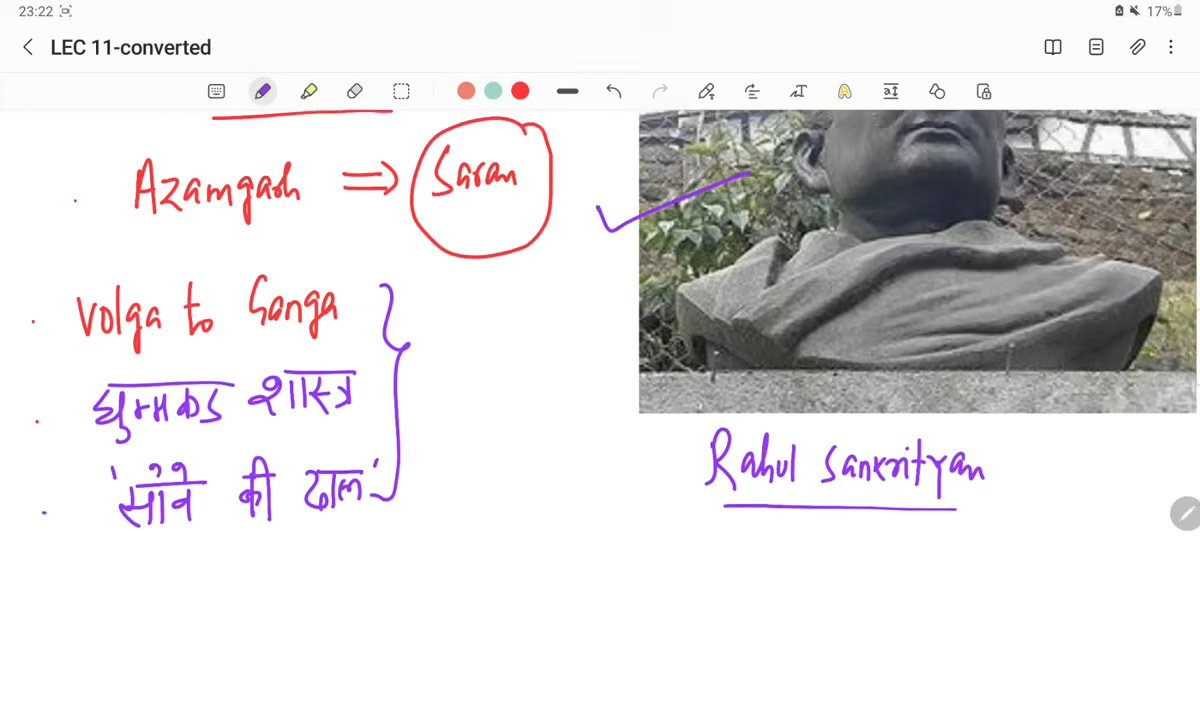 23:22 17%
LEC 11-converted
Azamgarh ⇒ Saran
Volga to Ganga
घुमक्कड शास्त्र
'सोने की ढाल'
Rahul Sankrityan